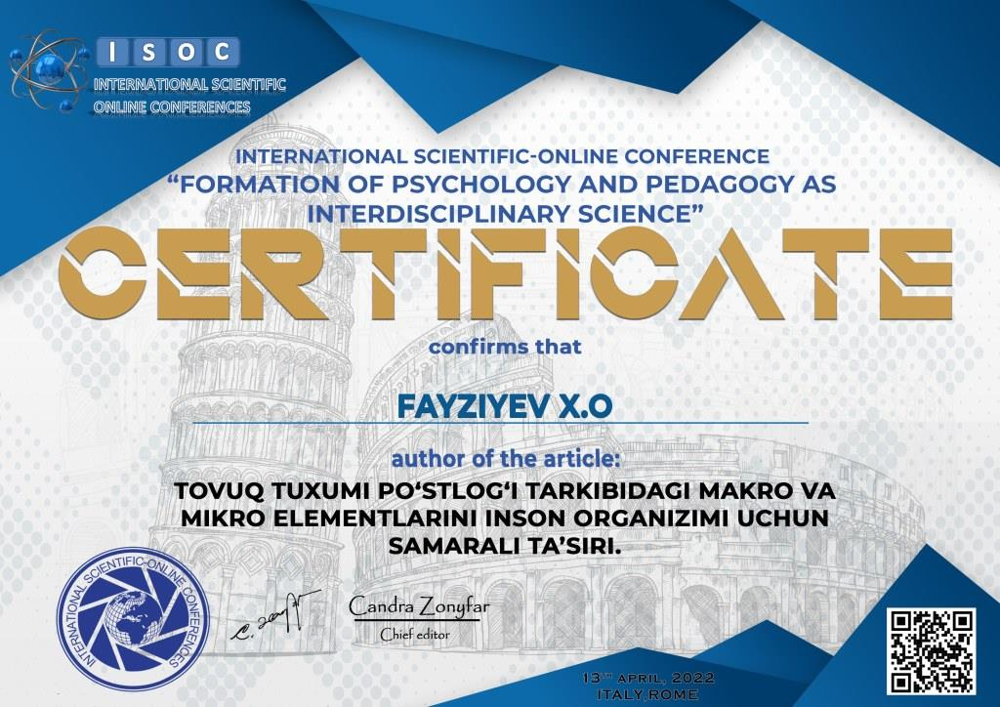 ISOC
INTERNATIONAL SCIENTIFIC
ONLINE CONFERENCES
INTERNATIONAL SCIENTIFIC-ONLINE CONFERENCE
“FORMATION OF PSYCHOLOGY AND PEDAGOGY AS
INTERDISCIPLINARY SCIENCE”
CERTIFICATE
confirms that
FAYZIYEV X.O
author of the article:
TOVUQ TUXUMI PO‘STLOG‘I TARKIBIDAGI MAKRO VA
MIKRO ELEMENTLARINI INSON ORGANIZIMI UCHUN
SAMARALI TA’SIRI.
INTERNATIONAL SCIENTIFIC-ONLINE CONFERENCES
Candra Zonyfar
Chief editor
13TH APRIL, 2022
ITALY,ROME